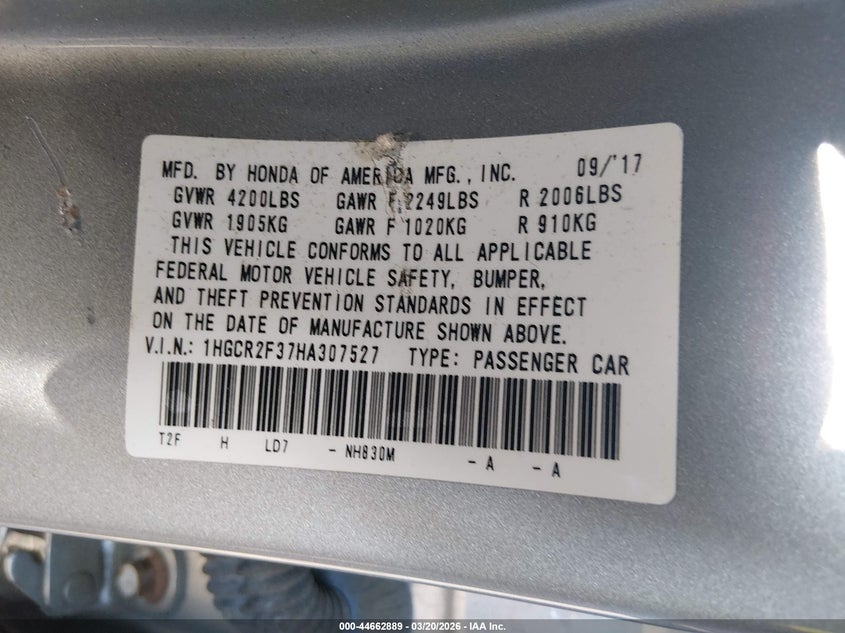 MFD. BY HONDA OF AMERICA MFG., INC. 09/'17
GVWR 4200LBS GAWR F 2249LBS R 2006LBS
GVWR 1905KG GAWR F 1020KG R 910KG
THIS VEHICLE CONFORMS TO ALL APPLICABLE
FEDERAL MOTOR VEHICLE SAFETY, BUMPER,
AND THEFT PREVENTION STANDARDS IN EFFECT
ON THE DATE OF MANUFACTURE SHOWN ABOVE.
V.I.N.: 1HGCR2F37HA307527 TYPE: PASSENGER CAR
T2F H LD7 - NH830M - A - A
000-44662889 - 03/20/2026 - IAA Inc.